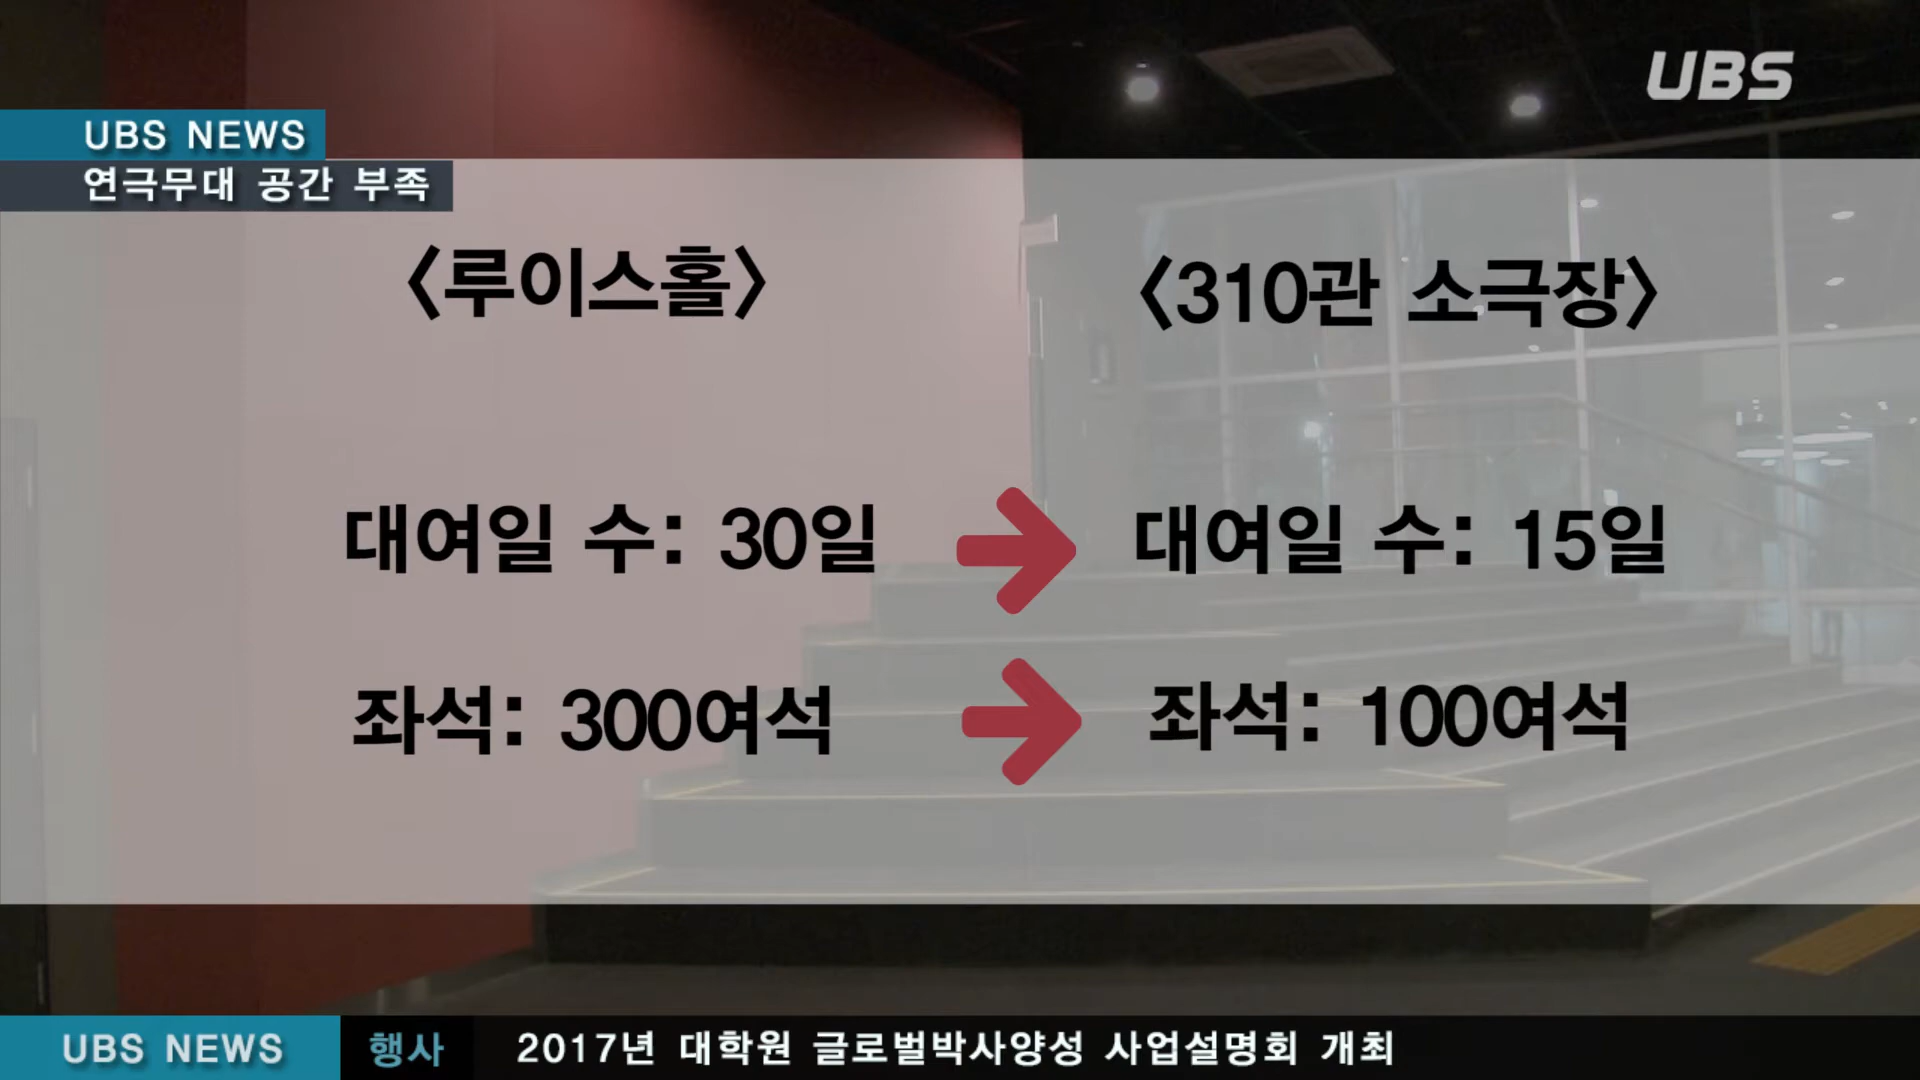 UBS
UBS NEWS
연극무대 공간 부족
<루이스홀>
<310관 소극장>
대여일 수: 30일
대여일 수: 15일
좌석: 300여석
좌석: 100여석
UBS NEWS 행사 2017년 대학원 글로벌박사양성 사업설명회 개최